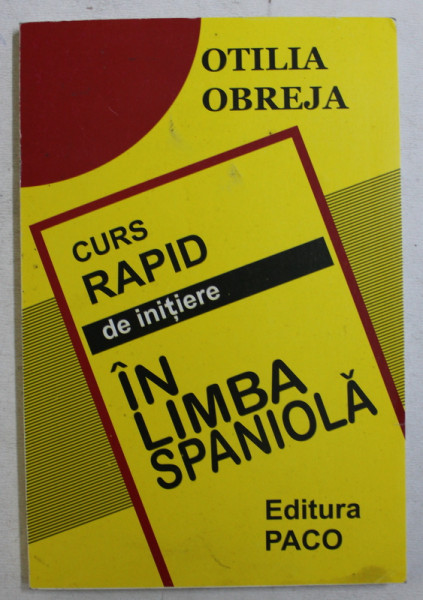 OTILIA
OBREJA
CURS
RAPID
de inițiere
ÎN
LIMBA
SPANIOLĂ
Editura
PACO